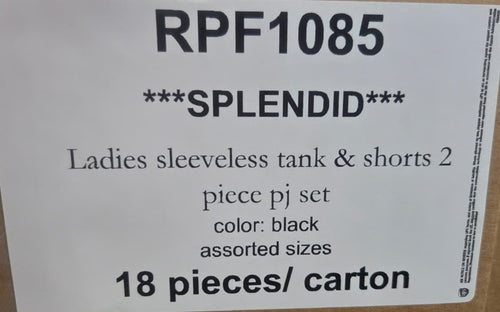 RPF1085
***SPLENDID***
Ladies sleeveless tank & shorts 2
piece pj set
color: black
assorted sizes
18 pieces/ carton